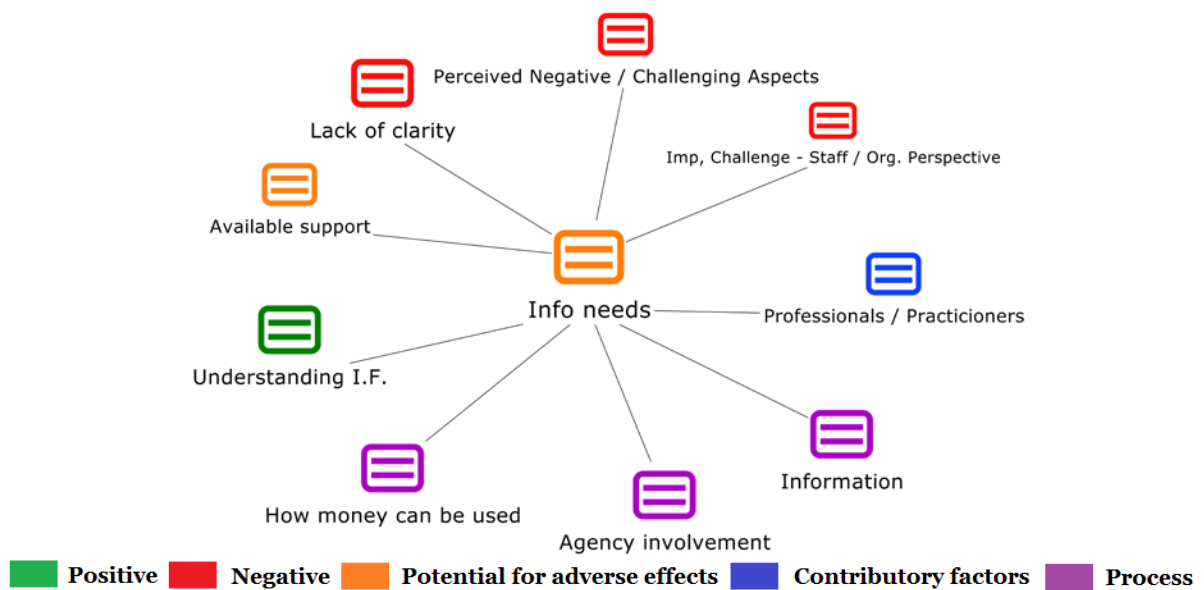 Perceived Negative / Challenging Aspects
Lack of clarity
Imp, Challenge - Staff / Org. Perspective
Available support
Info needs
Professionals / Practicioners
Understanding I.F.
Information
How money can be used
Agency involvement
Positive Negative Potential for adverse effects Contributory factors Process